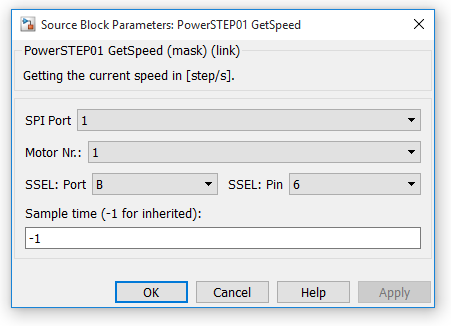 Source Block Parameters: PowerSTEP01 GetSpeed
PowerSTEP01 GetSpeed (mask) (link)
Getting the current speed in [step/s].
SPI Port 1
Motor Nr.: 1
SSEL: Port B SSEL: Pin 6
Sample time (-1 for inherited):
-1
OK Cancel Help Apply